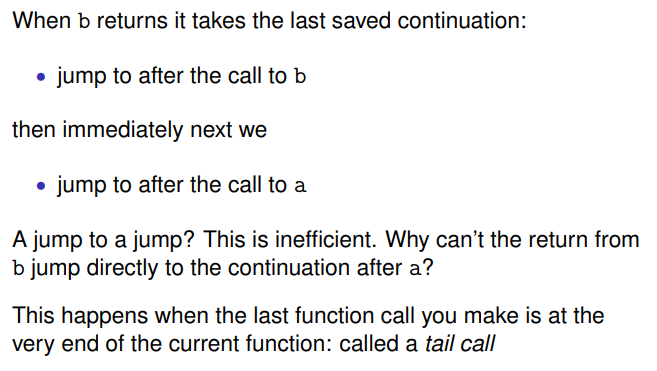 When b returns it takes the last saved continuation:
• jump to after the call to b
then immediately next we
• jump to after the call to a
A jump to a jump? This is inefficient. Why can't the return from
b jump directly to the continuation after a?
This happens when the last function call you make is at the
very end of the current function: called a tail call